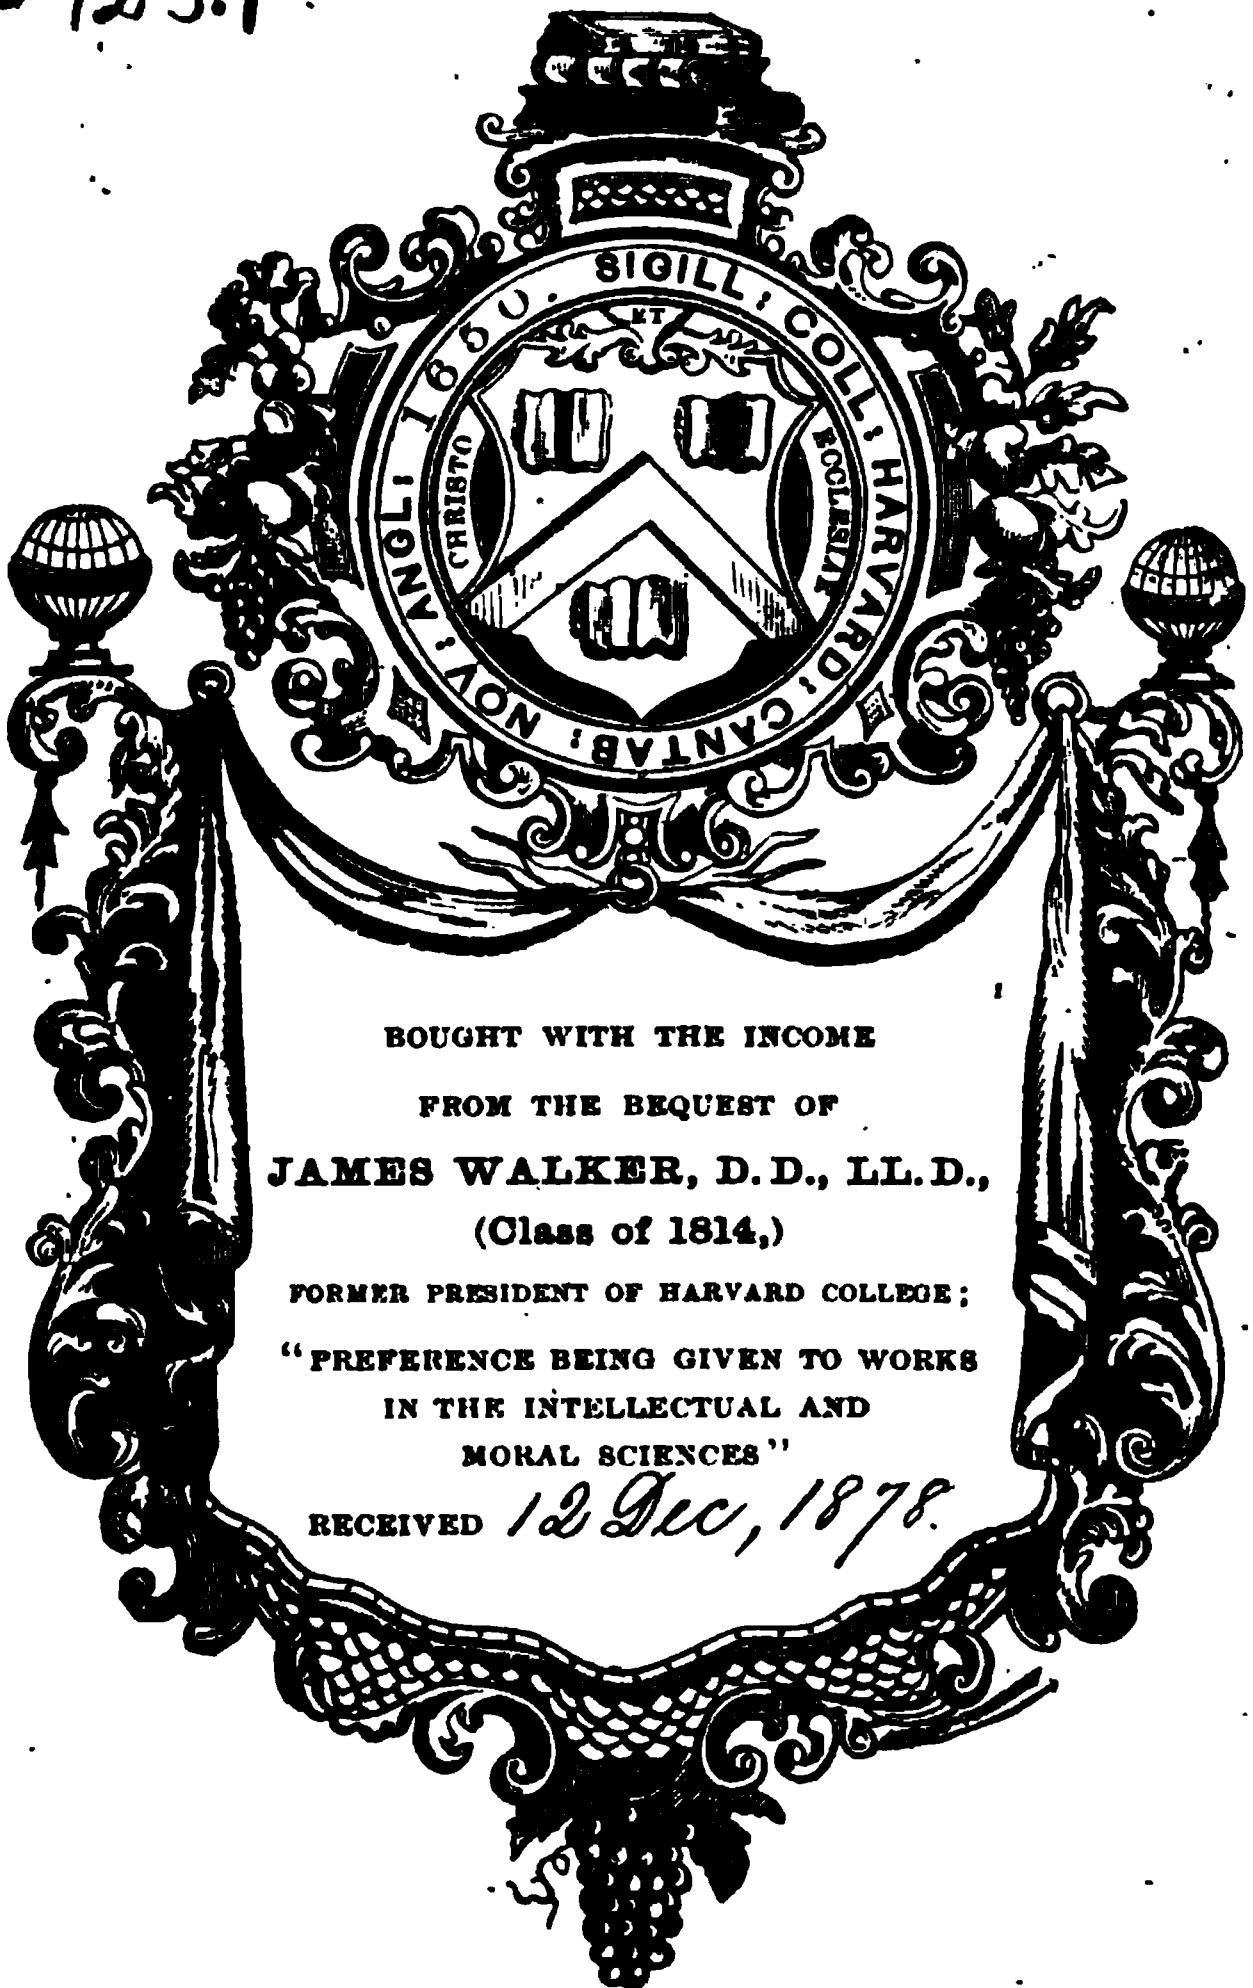 SIGILL: COLL: HARVARD: CANTAB: NOV: ANGL: 1650.
CHRISTO
ET
ECCLESIAE
BOUGHT WITH THE INCOME
FROM THE BEQUEST OF
JAMES WALKER, D.D., LL.D.,
(Class of 1814,)
FORMER PRESIDENT OF HARVARD COLLEGE;
"PREFERENCE BEING GIVEN TO WORKS
IN THE INTELLECTUAL AND
MORAL SCIENCES"
RECEIVED 12 Dec, 1878.